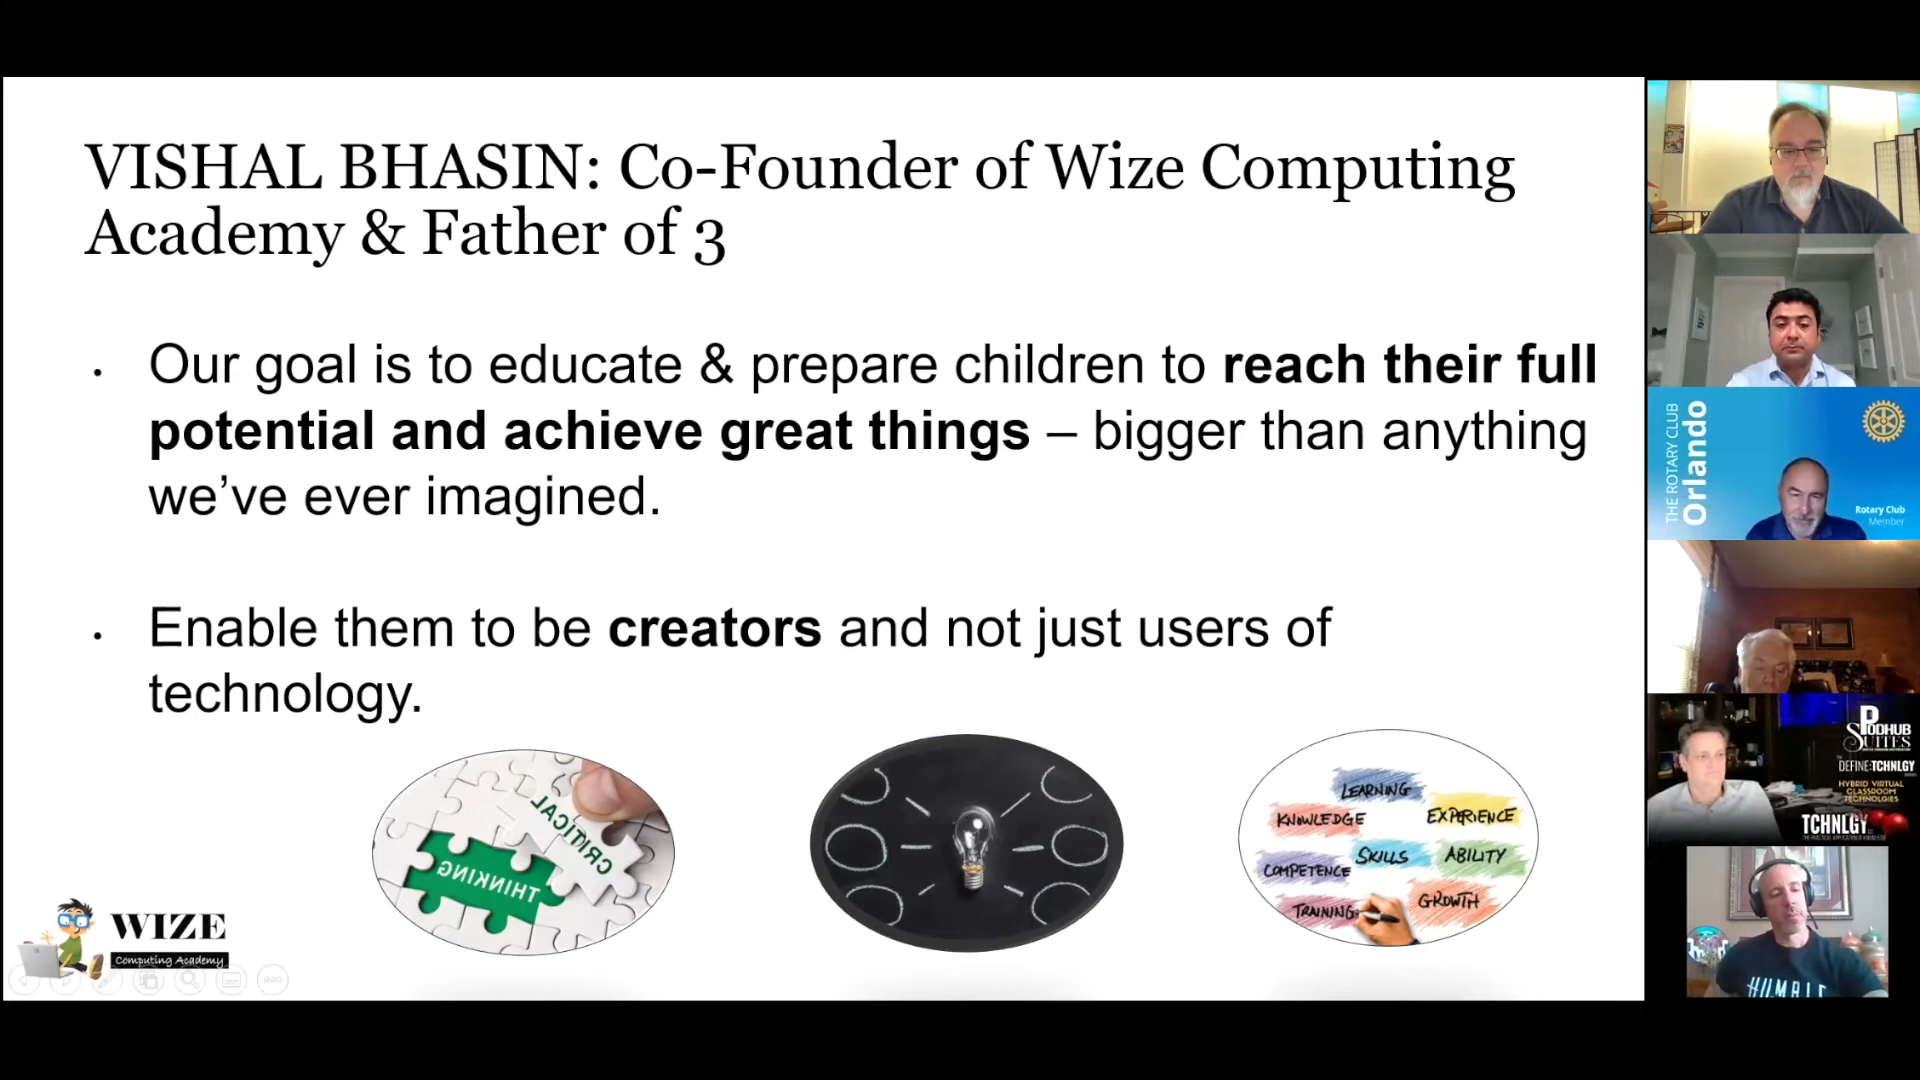 VISHAL BHASIN: Co-Founder of Wize Computing
Academy & Father of 3
• Our goal is to educate & prepare children to reach their full
potential and achieve great things – bigger than anything
we’ve ever imagined.
• Enable them to be creators and not just users of
technology.
CRITICAL
THINKING
LEARNING
KNOWLEDGE
EXPERIENCE
SKILLS
ABILITY
COMPETENCE
GROWTH
TRAINING
WIZE
Computing Academy
THE ROTARY CLUB
Orlando
Rotary Club
Member
PODHUB
SUITES
DEFINE:TCHNLGY
HYBRID VIRTUAL
CLASSROOM
TECHNOLGIES
TCHNLGY
HUMBLE